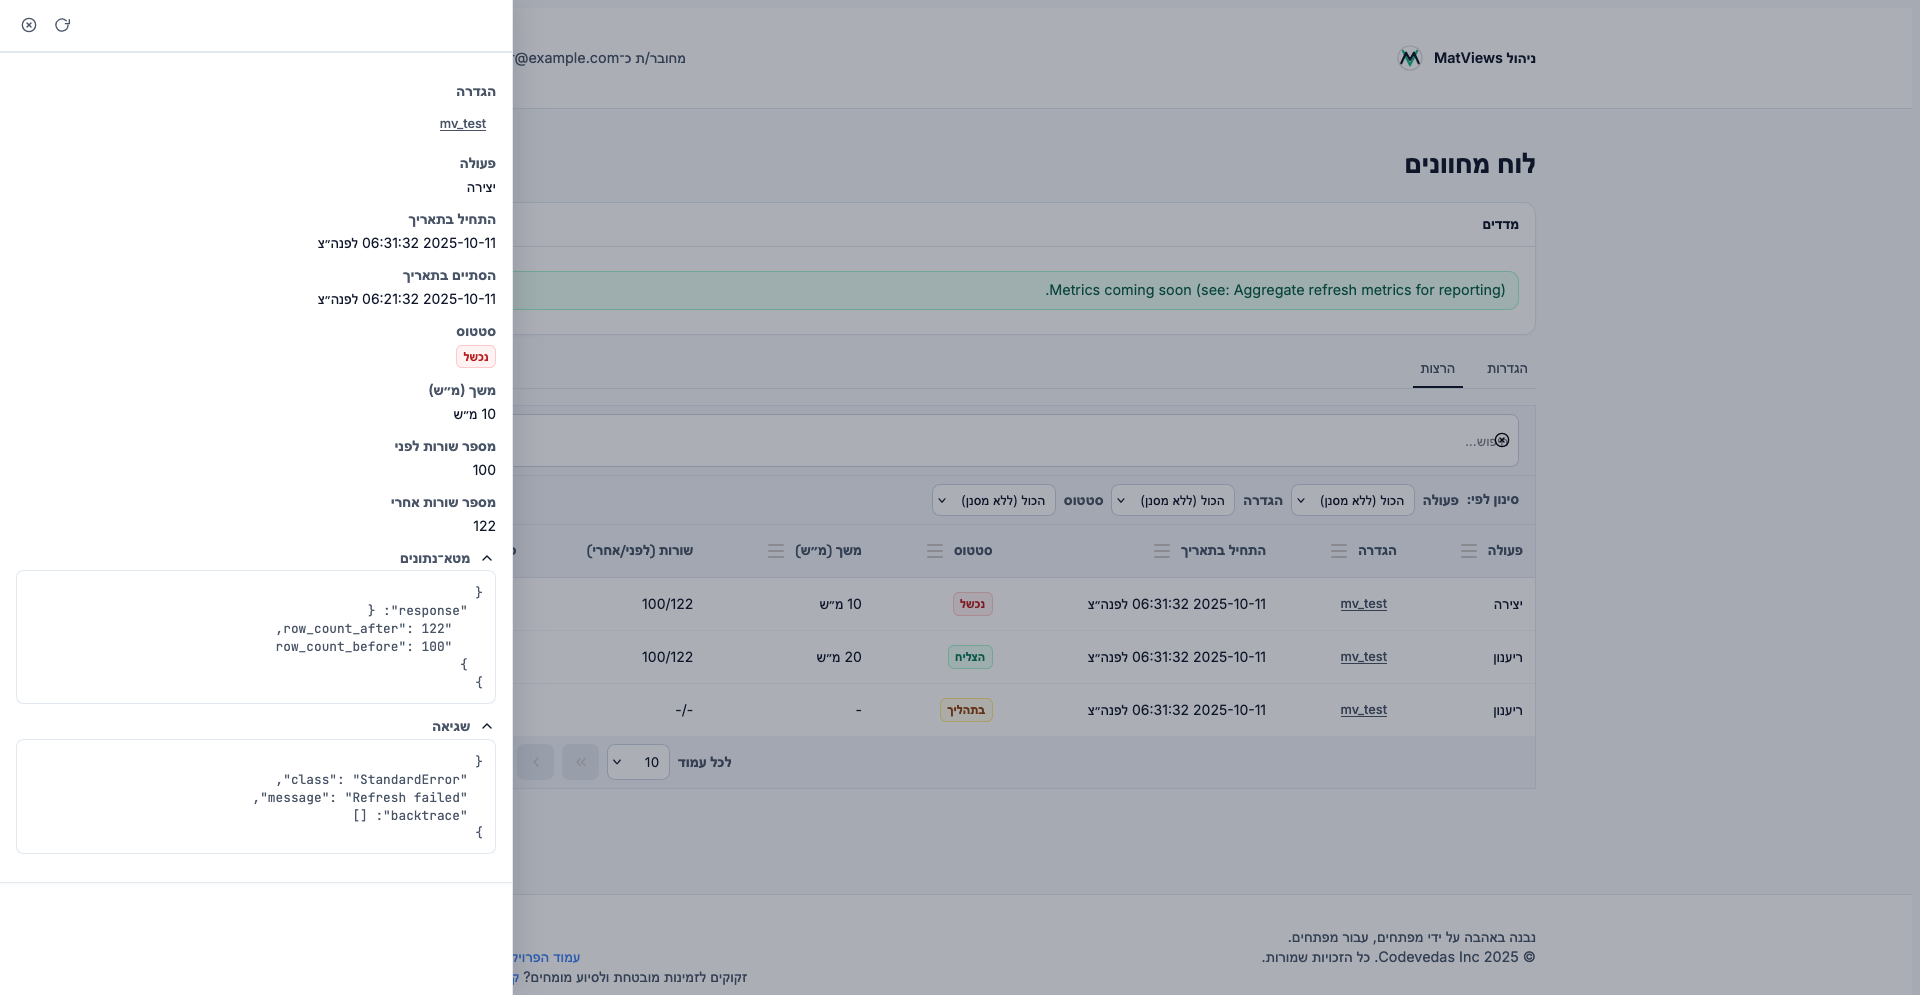 הגדרה
mv_test
פעולה
יצירה
התחיל בתאריך
2025-10-11 06:31:32 לפנה״צ
הסתיים בתאריך
2025-10-11 06:21:32 לפנה״צ
סטטוס
נכשל
משך (מ״ש)
10 מ״ש
מספר שורות לפני
100
מספר שורות אחרי
122
מטא־נתונים
{
"response": {
"row_count_after": 122,
"row_count_before": 100
}
}
שגיאה
{
"class": "StandardError",
"message": "Refresh failed",
"backtrace": []
}
ניהול MatViews
מחובר/ת כ־r@example.com
לוח מחוונים
מדדים
Metrics coming soon (see: Aggregate refresh metrics for reporting).
הגדרות
הרצות
סינון לפי: פעולה הכול (ללא מסנן) הגדרה הכול (ללא מסנן) סטטוס הכול (ללא מסנן)
פעולה הגדרה התחיל בתאריך סטטוס משך (מ״ש) שורות (לפני/אחרי)
יצירה mv_test 2025-10-11 06:31:32 לפנה״צ נכשל 10 מ״ש 100/122
ריענון mv_test 2025-10-11 06:31:32 לפנה״צ הצליח 20 מ״ש 100/122
ריענון mv_test 2025-10-11 06:31:32 לפנה״צ בתהליך - -/-
לכל עמוד 10 » ›
נבנה באהבה על ידי מפתחים, עבור מפתחים.
© 2025 Codevedas Inc. כל הזכויות שמורות.
עמוד הפרויק
זקוקים לזמינות מובטחת ולסיוע מומחים?